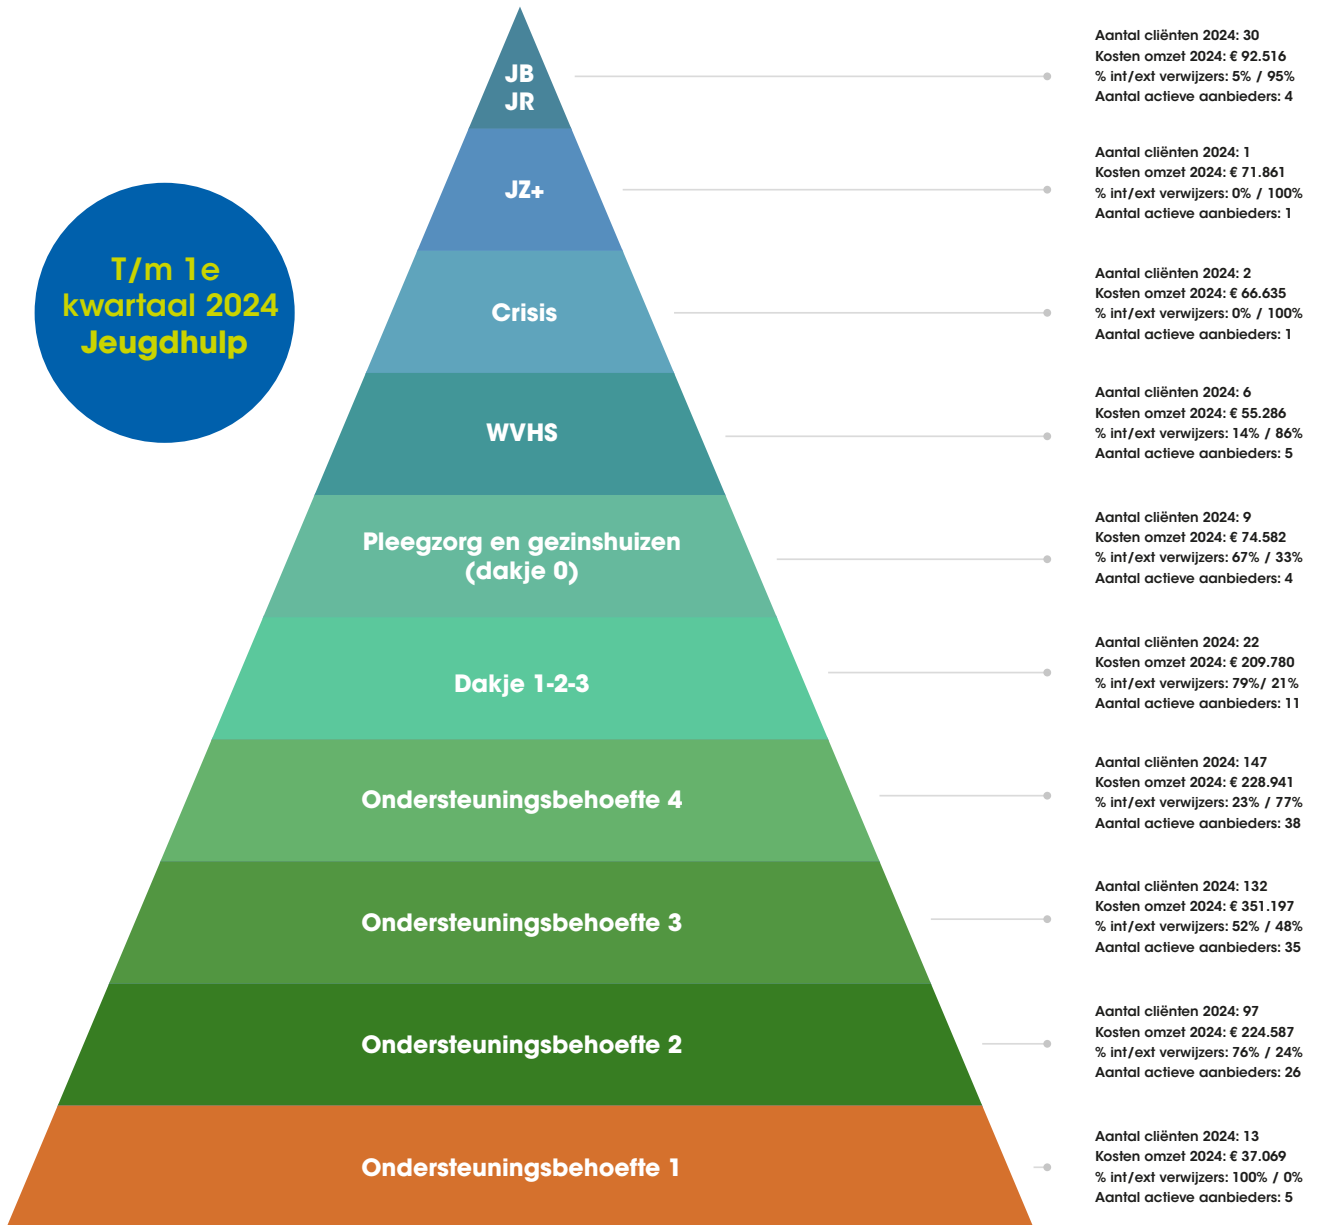 JB
JR
Aantal cliënten 2024: 30
Kosten omzet 2024: € 92.516
% int/ext verwijzers: 5% / 95%
Aantal actieve aanbieders: 4
JZ+
Aantal cliënten 2024: 1
Kosten omzet 2024: € 71.861
% int/ext verwijzers: 0% / 100%
Aantal actieve aanbieders: 1
T/m 1e
kwartaal 2024
Jeugdhulp
Crisis
Aantal cliënten 2024: 2
Kosten omzet 2024: € 66.635
% int/ext verwijzers: 0% / 100%
Aantal actieve aanbieders: 1
WVHS
Aantal cliënten 2024: 6
Kosten omzet 2024: € 55.286
% int/ext verwijzers: 14% / 86%
Aantal actieve aanbieders: 5
Pleegzorg en gezinshuizen
(dakje 0)
Aantal cliënten 2024: 9
Kosten omzet 2024: € 74.582
% int/ext verwijzers: 67% / 33%
Aantal actieve aanbieders: 4
Dakje 1-2-3
Aantal cliënten 2024: 22
Kosten omzet 2024: € 209.780
% int/ext verwijzers: 79%/ 21%
Aantal actieve aanbieders: 11
Ondersteuningsbehoefte 4
Aantal cliënten 2024: 147
Kosten omzet 2024: € 228.941
% int/ext verwijzers: 23% / 77%
Aantal actieve aanbieders: 38
Ondersteuningsbehoefte 3
Aantal cliënten 2024: 132
Kosten omzet 2024: € 351.197
% int/ext verwijzers: 52% / 48%
Aantal actieve aanbieders: 35
Ondersteuningsbehoefte 2
Aantal cliënten 2024: 97
Kosten omzet 2024: € 224.587
% int/ext verwijzers: 76% / 24%
Aantal actieve aanbieders: 26
Ondersteuningsbehoefte 1
Aantal cliënten 2024: 13
Kosten omzet 2024: € 37.069
% int/ext verwijzers: 100% / 0%
Aantal actieve aanbieders: 5